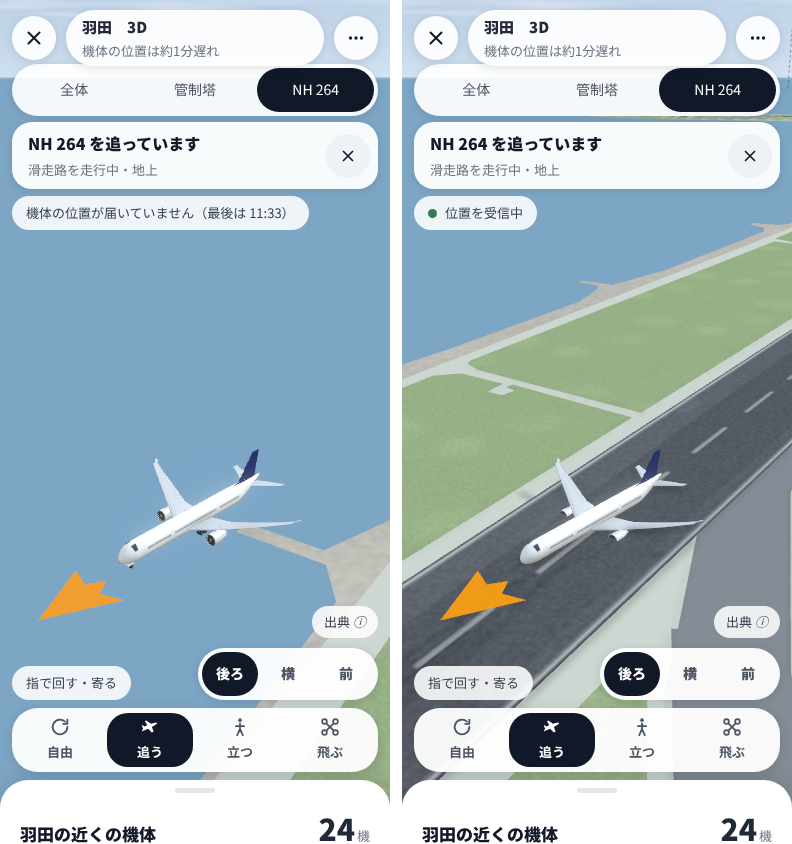 羽田　3D
機体の位置は約1分遅れ
全体
管制塔
NH 264
NH 264 を追っています
滑走路を走行中・地上
機体の位置が届いていません（最後は 11:33）
出典 ⓘ
指で回す・寄る
後ろ
横
前
自由
追う
立つ
飛ぶ
羽田の近くの機体
24機
羽田　3D
機体の位置は約1分遅れ
全体
管制塔
NH 264
NH 264 を追っています
滑走路を走行中・地上
位置を受信中
出典 ⓘ
指で回す・寄る
後ろ
横
前
自由
追う
立つ
飛ぶ
羽田の近くの機体
24機